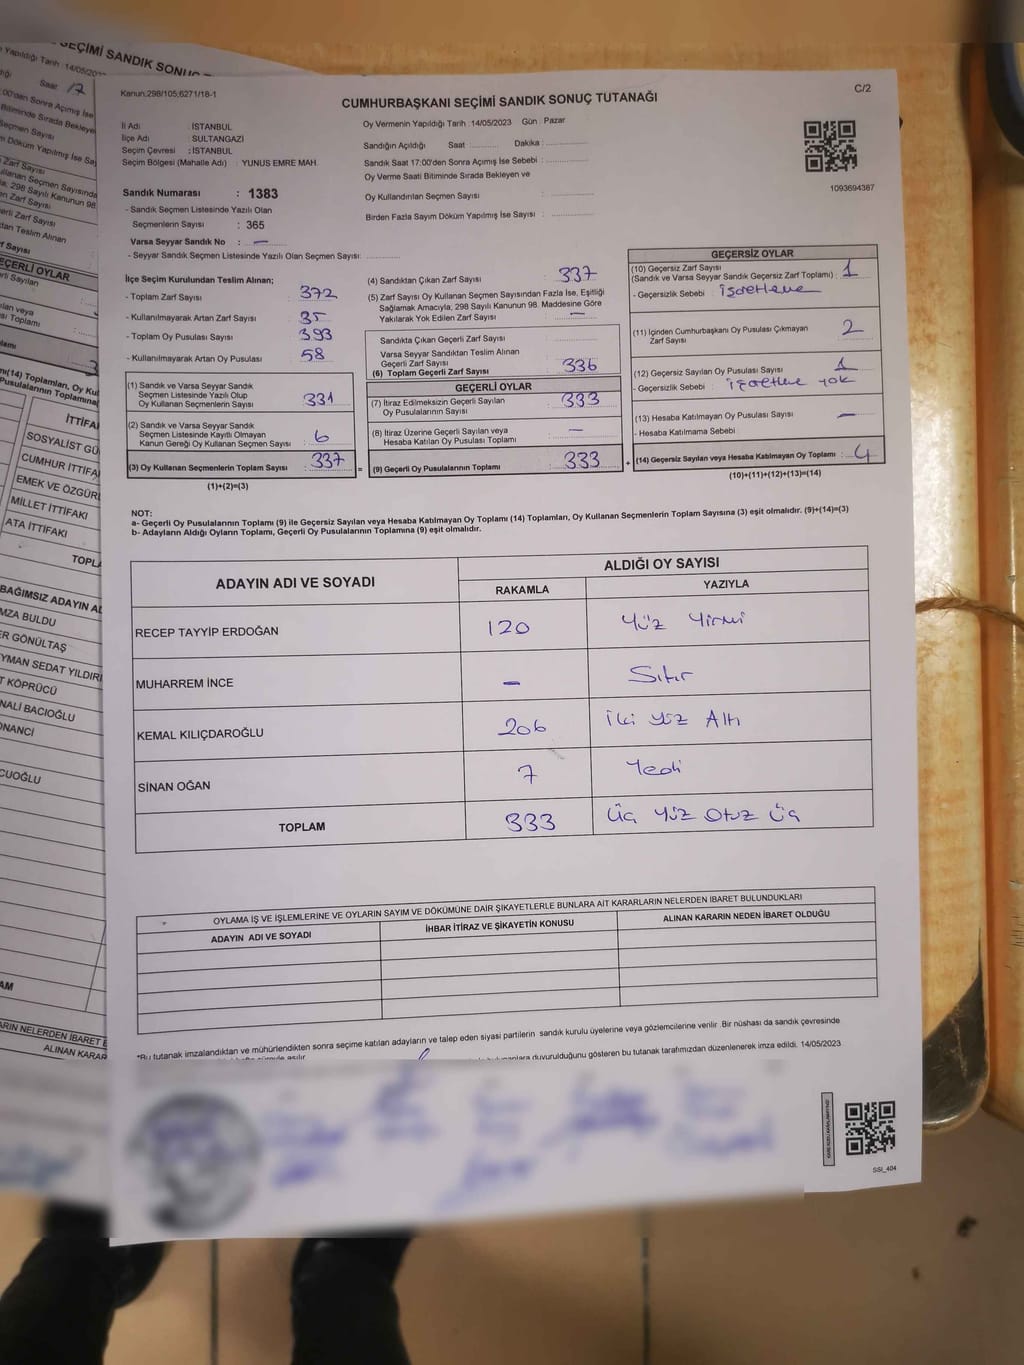 Kanun:298/105;6271/18-1
C/2
CUMHURBAŞKANI SEÇİMİ SANDIK SONUÇ TUTANAĞI
İl Adı : İSTANBUL
İlçe Adı : SULTANGAZİ
Seçim Çevresi : İSTANBUL
Seçim Bölgesi (Mahalle Adı) : YUNUS EMRE MAH.
Sandık Numarası : 1383
- Sandık Seçmen Listesinde Yazılı Olan
Seçmenlerin Sayısı : 365
Varsa Seyyar Sandık No : —
- Seyyar Sandık Seçmen Listesinde Yazılı Olan Seçmen Sayısı:
Oy Vermenin Yapıldığı Tarih :14/05/2023 Gün : Pazar
Sandığın Açıldığı Saat Dakika :
Sandık Saat 17:00'den Sonra Açımış İse Sebebi :
Oy Verme Saati Bitiminde Sırada Bekleyen ve
Oy Kullandırılan Seçmen Sayısı :
Birden Fazla Sayım Döküm Yapılmış İse Sayısı :
1093694387
İlçe Seçim Kurulundan Teslim Alınan;
- Toplam Zarf Sayısı : 372
- Kullanılmayarak Artan Zarf Sayısı : 35
- Toplam Oy Pusulası Sayısı : 393
- Kullanılmayarak Artan Oy Pusulası : 58
(1) Sandık ve Varsa Seyyar Sandık
Seçmen Listesinde Yazılı Olup
Oy Kullanan Seçmenlerin Sayısı : 331
(2) Sandık ve Varsa Seyyar Sandık
Seçmen Listesinde Kayıtlı Olmayan
Kanun Gereği Oy Kullanan Seçmen Sayısı : 6
(3) Oy Kullanan Seçmenlerin Toplam Sayısı : 337
(1)+(2)=(3)
(4) Sandıktan Çıkan Zarf Sayısı : 337
(5) Zarf Sayısı Oy Kullanan Seçmen Sayısından Fazla İse, Eşitliği
Sağlamak Amacıyla; 298 Sayılı Kanunun 98. Maddesine Göre
Yakılarak Yok Edilen Zarf Sayısı : —
Sandıkta Çıkan Geçerli Zarf Sayısı :
Varsa Seyyar Sandıktan Teslim Alınan
Geçerli Zarf Sayısı :
(6) Toplam Geçerli Zarf Sayısı : 336
GEÇERLİ OYLAR
(7) İtiraz Edilmeksizin Geçerli Sayılan
Oy Pusulalarının Sayısı : 333
(8) İtiraz Üzerine Geçerli Sayılan veya
Hesaba Katılan Oy Pusulası Toplamı : —
(9) Geçerli Oy Pusulalarının Toplamı : 333
GEÇERSİZ OYLAR
(10) Geçersiz Zarf Sayısı
(Sandık ve Varsa Seyyar Sandık Geçersiz Zarf Toplamı) : 1
- Geçersizlik Sebebi : işaretleme
(11) İçinden Cumhurbaşkanı Oy Pusulası Çıkmayan
Zarf Sayısı : 2
(12) Geçersiz Sayılan Oy Pusulası Sayısı : 1
- Geçersizlik Sebebi : işaretleme yok
(13) Hesaba Katılmayan Oy Pusulası Sayısı : —
- Hesaba Katılmama Sebebi :
(14) Geçersiz Sayılan veya Hesaba Katılmayan Oy Toplamı : 4
(10)+(11)+(12)+(13)=(14)
NOT:
a- Geçerli Oy Pusulalarının Toplamı (9) ile Geçersiz Sayılan veya Hesaba Katılmayan Oy Toplamı (14) Toplamları, Oy Kullanan Seçmenlerin Toplam Sayısına (3) eşit olmalıdır. (9)+(14)=(3)
b- Adayların Aldığı Oyların Toplamı, Geçerli Oy Pusulalarının Toplamına (9) eşit olmalıdır.
ADAYIN ADI VE SOYADI ALDIĞI OY SAYISI
RAKAMLA YAZIYLA
RECEP TAYYİP ERDOĞAN 120 Yüz Yirmi
MUHARREM İNCE — Sıfır
KEMAL KILIÇDAROĞLU 206 İki yüz Altı
SİNAN OĞAN 7 Yedi
TOPLAM 333 Üç Yüz Otuz Üç
OYLAMA İŞ VE İŞLEMLERİNE VE OYLARIN SAYIM VE DÖKÜMÜNE DAİR ŞİKAYETLERLE BUNLARA AİT KARARLARIN NELERDEN İBARET BULUNDUKLARI
ADAYIN ADI VE SOYADI İHBAR İTİRAZ VE ŞİKAYETİN KONUSU ALINAN KARARIN NEDEN İBARET OLDUĞU
*Bu tutanak imzalandıktan ve mühürlendikten sonra seçime katılan adayların ve talep eden siyasi partilerin sandık kurulu üyelerine veya gözlemcilerine verilir. Bir nüshası da sandık çevresinde
duyurulduğunu gösteren bu tutanak tarafımızdan düzenlenerek imza edildi. 14/05/2023
SSI_404
SEÇİMİ SANDIK
Yapıldığı Tarih :14/05/
Saat 17
SOSYALİST
CUMHUR İTTİFA
EMEK VE ÖZGÜR
MİLLET İTTİFAKI
ATA İTTİFAKI
TOPLA
BAĞIMSIZ ADAYIN
MZA BULDU
ER GÖNÜLTAŞ
YMAN SEDAT YILDIRI
T KÖPRÜCÜ
NALİ BACIOĞLU
NANCİ
CUOĞLU
ARIN NELERDEN İBARET
ALINAN KARAR